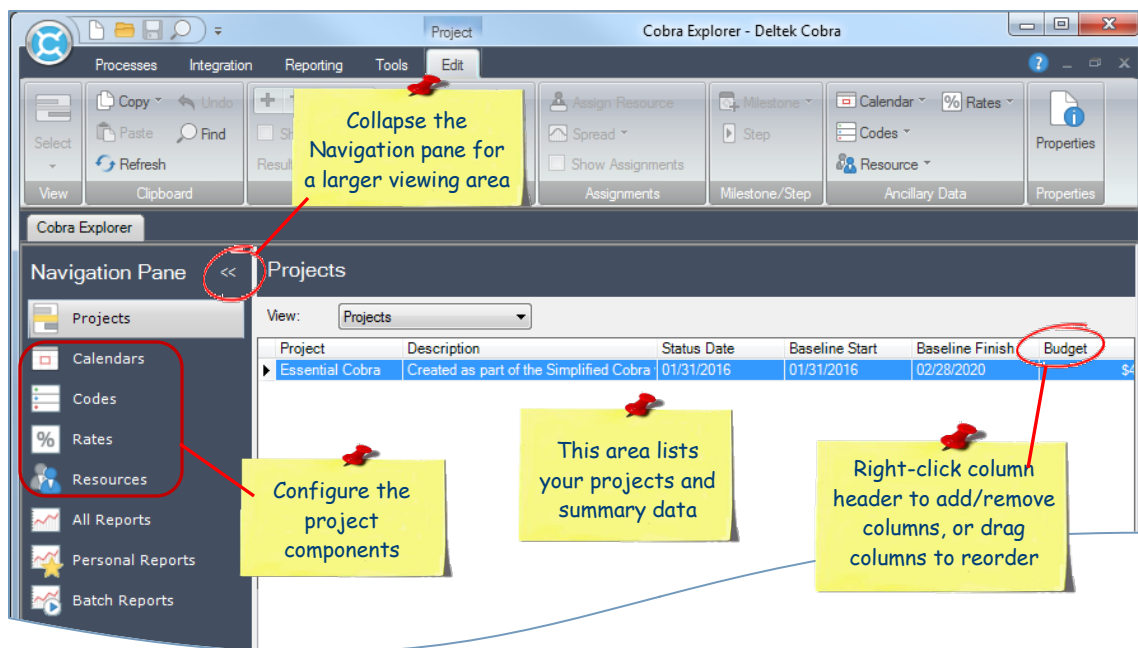 Project
Cobra Explorer - Deltek Cobra
Processes Integration Reporting Tools Edit
Select
Copy Undo
Paste Find
Refresh
Assign Resource
Spread
Show Assignments
Milestone
Step
Calendar % Rates
Codes
Resource
Properties
View Clipboard Assignments Milestone/Step Ancillary Data Properties
Collapse the
Navigation pane for
a larger viewing area
Cobra Explorer
Navigation Pane <<
Projects
Calendars
Codes
% Rates
Resources
All Reports
Personal Reports
Batch Reports
Projects
View: Projects
Project Description Status Date Baseline Start Baseline Finish Budget
Essential Cobra Created as part of the Simplified Cobra 01/31/2016 01/31/2016 02/28/2020 $4
Configure the
project
components
This area lists
your projects and
summary data
Right-click column
header to add/remove
columns, or drag
columns to reorder